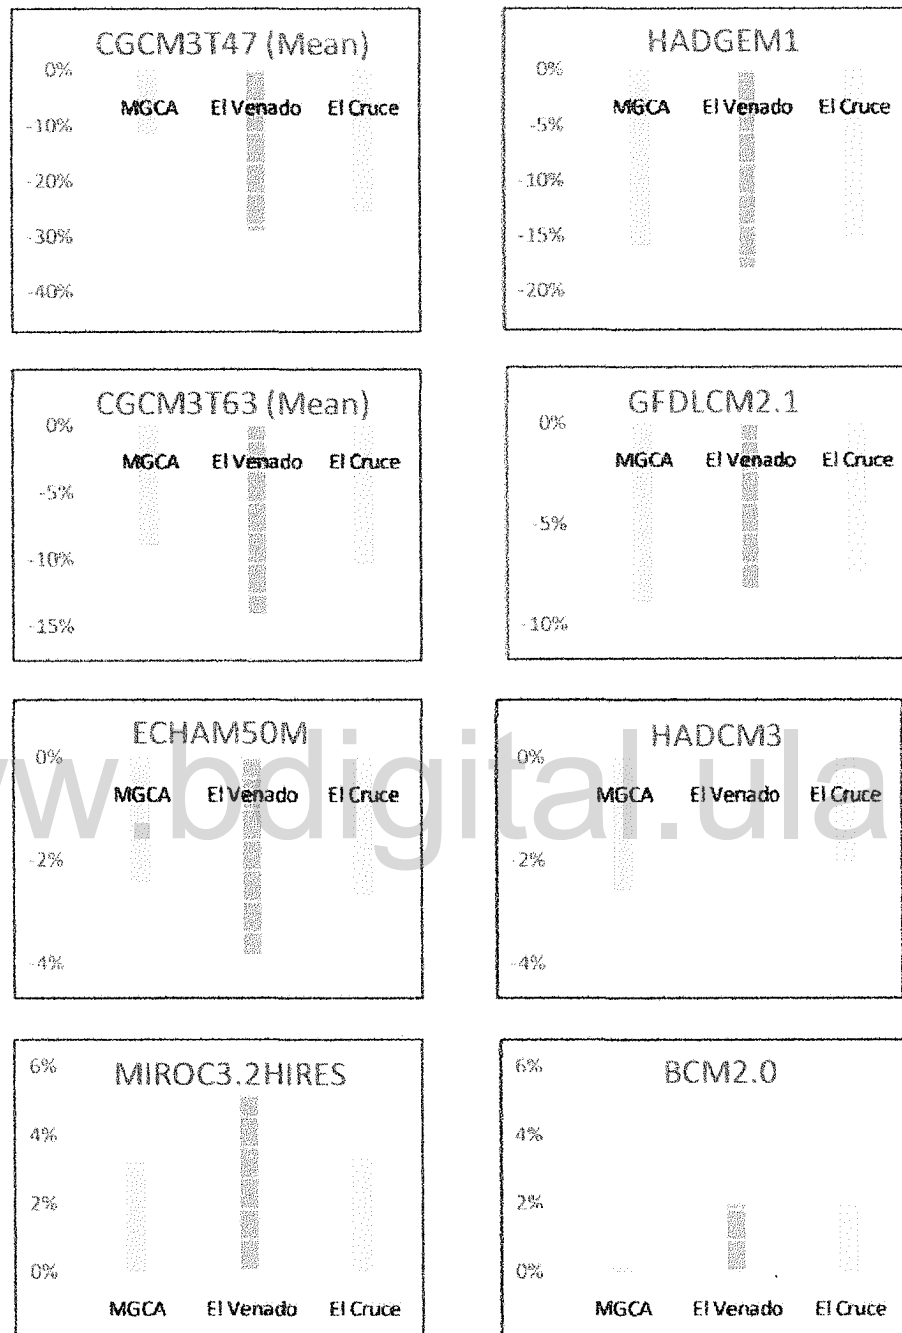 CGCM3T47 (Mean)
0%
MGCA El Venado El Cruce
-10%
-20%
-30%
-40%
HADGEM1
0%
MGCA El Venado El Cruce
-5%
-10%
-15%
-20%
CGCM3T63 (Mean)
0%
MGCA El Venado El Cruce
-5%
-10%
-15%
GFDLCM2.1
0%
MGCA El Venado El Cruce
-5%
-10%
ECHAM50M
0%
MGCA El Venado El Cruce
-2%
-4%
HADCM3
0%
MGCA El Venado El Cruce
-2%
-4%
w.bdigital.ula
MIROC3.2HIRES
6%
4%
2%
0%
MGCA El Venado El Cruce
BCM2.0
6%
4%
2%
0%
MGCA El Venado El Cruce